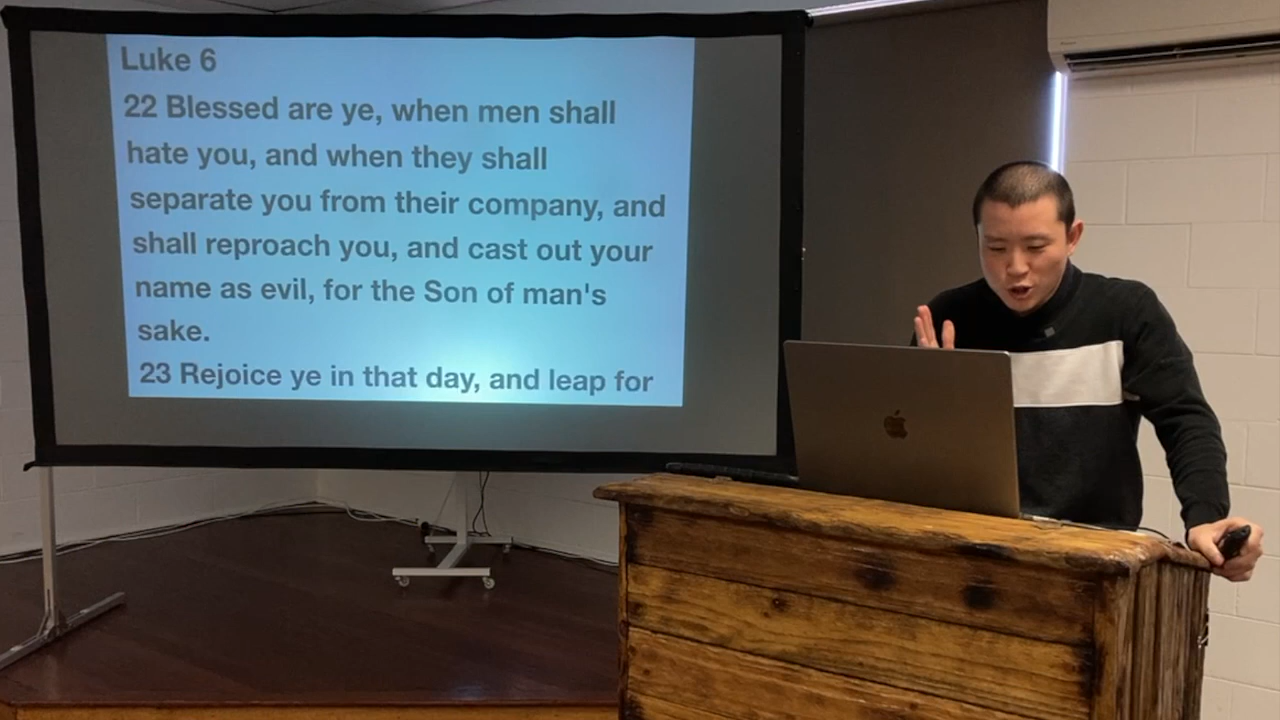 Luke 6
22 Blessed are ye, when men shall
hate you, and when they shall
separate you from their company, and
shall reproach you, and cast out your
name as evil, for the Son of man's
sake.
23 Rejoice ye in that day, and leap for